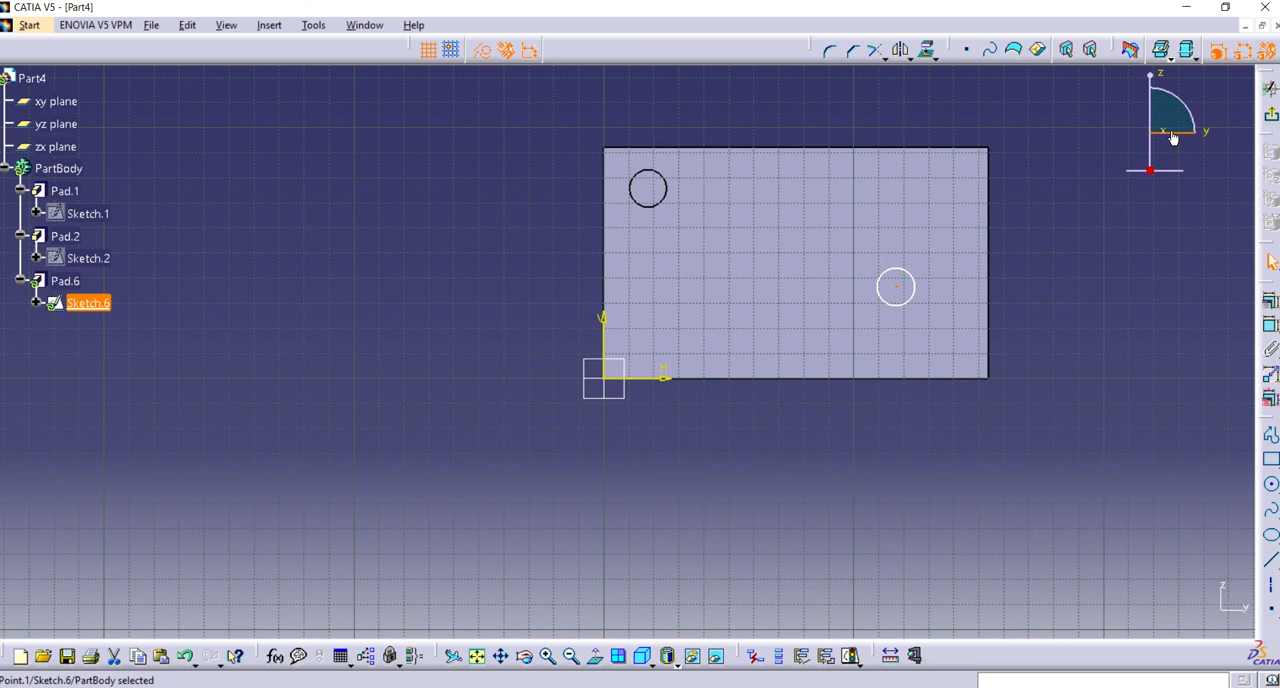 CATIA V5 - [Part4]
Start ENOVIA V5 VPM File Edit View Insert Tools Window Help
Part4
xy plane
yz plane
zx plane
PartBody
Pad.1
Sketch.1
Pad.2
Sketch.2
Pad.6
Sketch.6
z
x y
V
H
z
y
f(x)
CATIA
Point.1/Sketch.6/PartBody selected